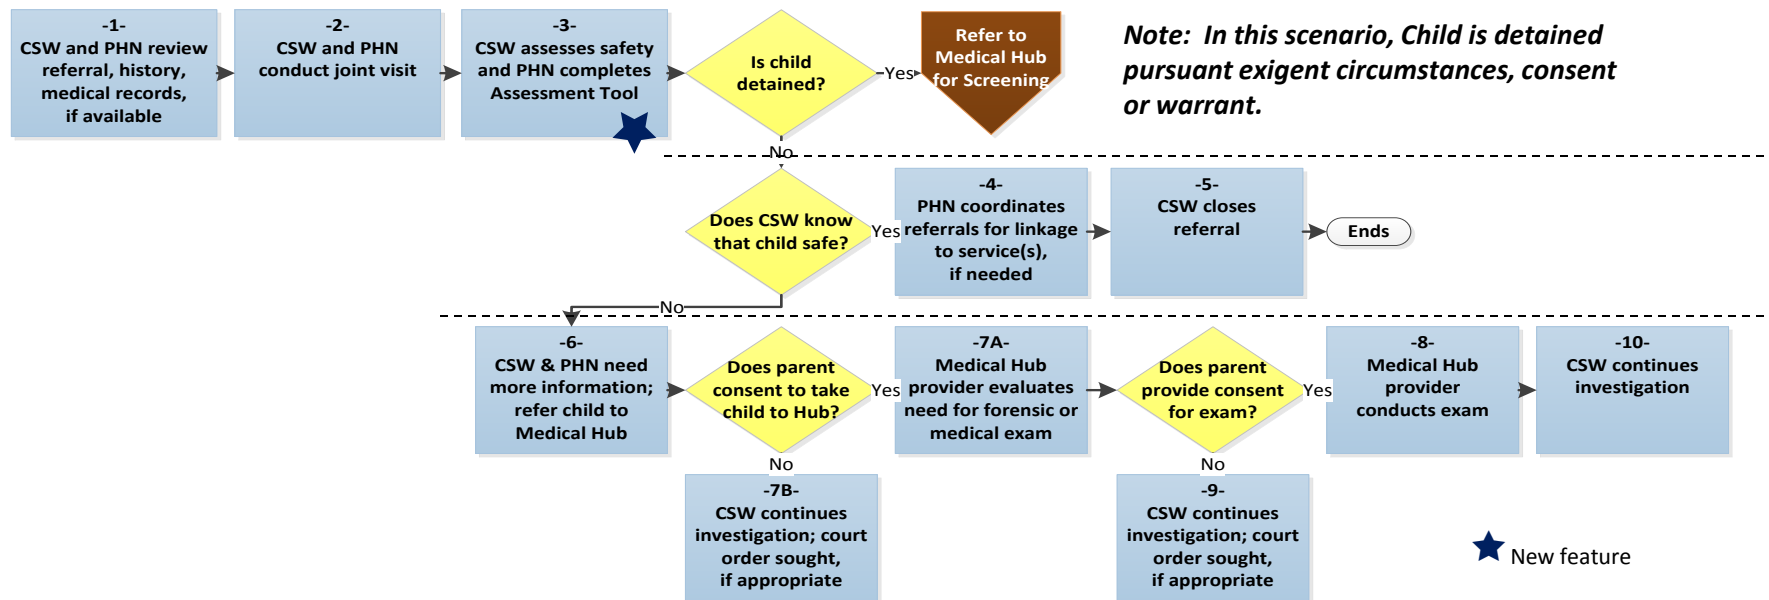 -1-
CSW and PHN review
referral, history,
medical records,
if available
-2-
CSW and PHN
conduct joint visit
-3-
CSW assesses safety
and PHN completes
Assessment Tool
Is child
detained?
Yes
Refer to
Medical Hub
for Screening
Note: In this scenario, Child is detained
pursuant exigent circumstances, consent
or warrant.
No
Does CSW know
that child safe?
Yes
-4-
PHN coordinates
referrals for linkage
to service(s),
if needed
-5-
CSW closes
referral
Ends
No
-6-
CSW & PHN need
more information;
refer child to
Medical Hub
Does parent
consent to take
child to Hub?
Yes
-7A-
Medical Hub
provider evaluates
need for forensic or
medical exam
Does parent
provide consent
for exam?
Yes
-8-
Medical Hub
provider
conducts exam
-10-
CSW continues
investigation
No
-7B-
CSW continues
investigation; court
order sought,
if appropriate
No
-9-
CSW continues
investigation; court
order sought,
if appropriate
New feature